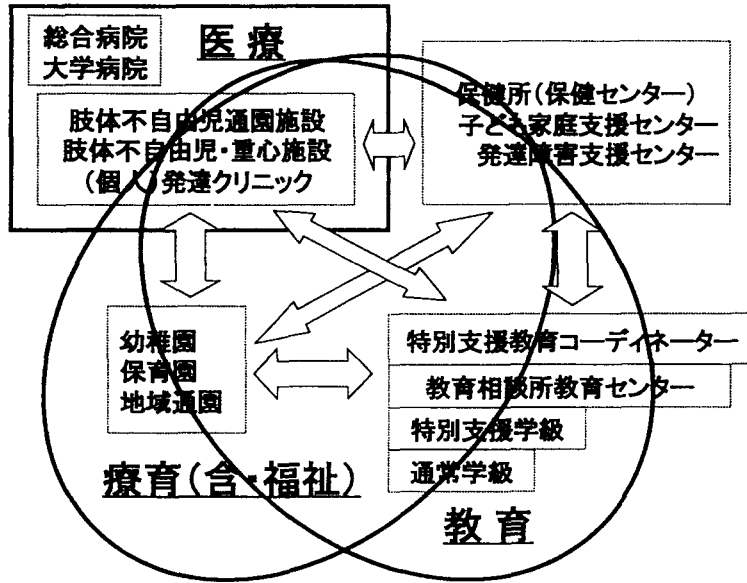 総合病院
大学病院
医療
肢体不自由児通園施設
肢体不自由児・重心施設
(個人)発達クリニック
保健所(保健センター)
子ども家庭支援センター
発達障害支援センター
幼稚園
保育園
地域通園
特別支援教育コーディネーター
教育相談所教育センター
特別支援学級
通常学級
療育(含・福祉)
教育